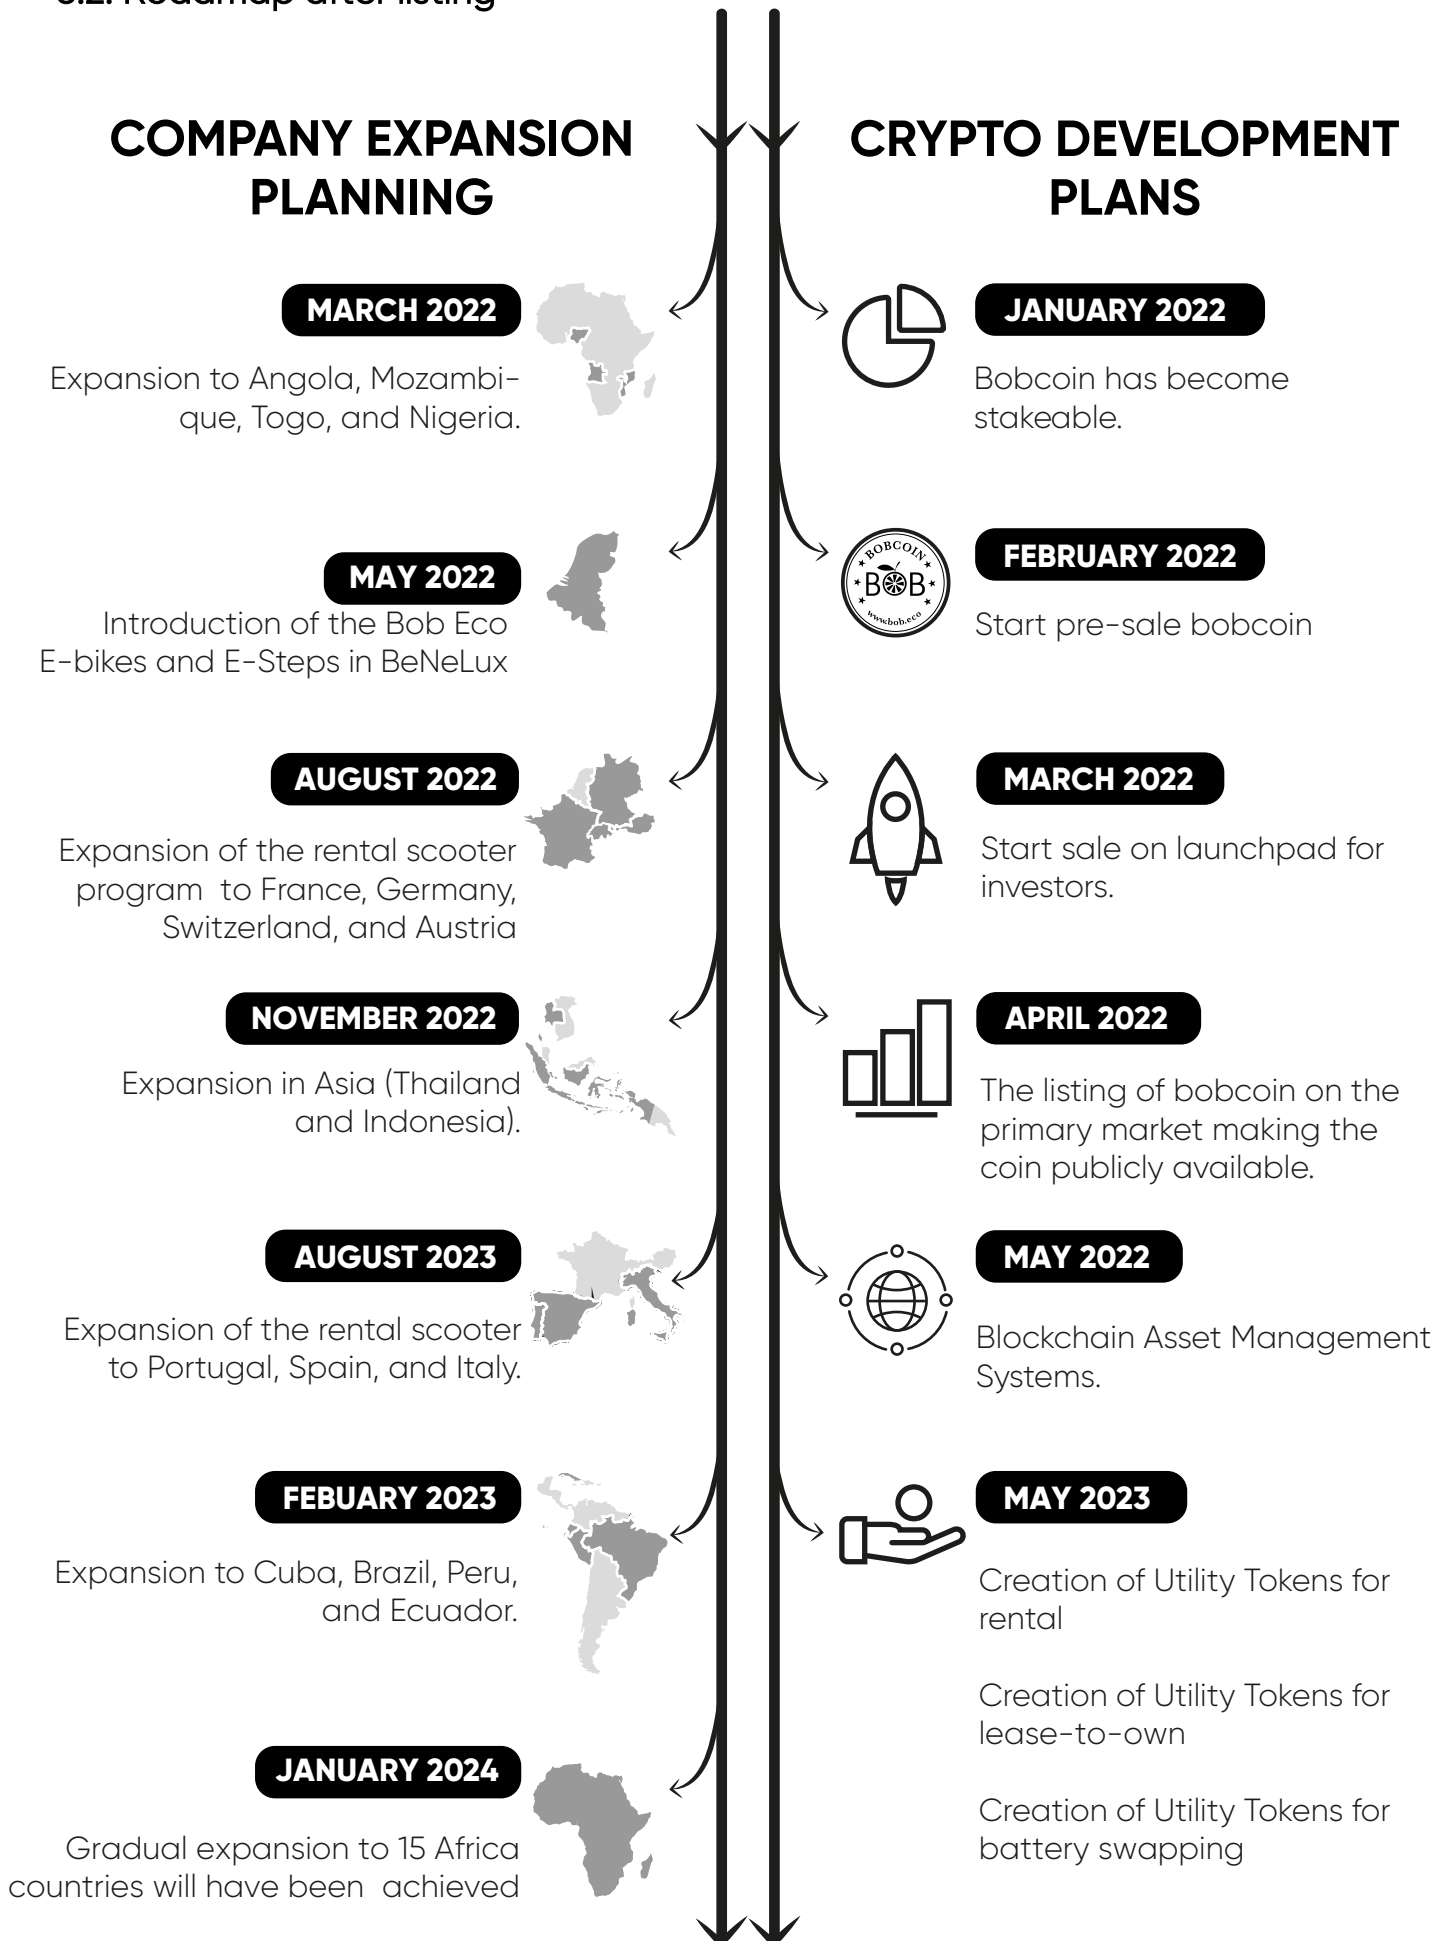 5.2. Roadmap after listing
COMPANY EXPANSION
PLANNING
MARCH 2022
Expansion to Angola, Mozambi-
que, Togo, and Nigeria.
MAY 2022
Introduction of the Bob Eco
E-bikes and E-Steps in BeNeLux
AUGUST 2022
Expansion of the rental scooter
program to France, Germany,
Switzerland, and Austria
NOVEMBER 2022
Expansion in Asia (Thailand
and Indonesia).
AUGUST 2023
Expansion of the rental scooter
to Portugal, Spain, and Italy.
FEBUARY 2023
Expansion to Cuba, Brazil, Peru,
and Ecuador.
JANUARY 2024
Gradual expansion to 15 Africa
countries will have been achieved
CRYPTO DEVELOPMENT
PLANS
JANUARY 2022
Bobcoin has become
stakeable.
BOBCOIN
BOB
www.bob.eco
FEBRUARY 2022
Start pre-sale bobcoin
MARCH 2022
Start sale on launchpad for
investors.
APRIL 2022
The listing of bobcoin on the
primary market making the
coin publicly available.
MAY 2022
Blockchain Asset Management
Systems.
MAY 2023
Creation of Utility Tokens for
rental
Creation of Utility Tokens for
lease-to-own
Creation of Utility Tokens for
battery swapping